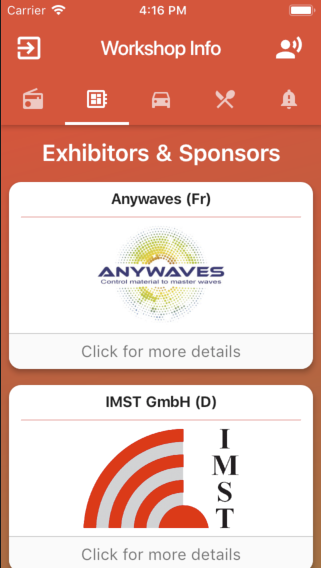 Carrier 4:16 PM
Workshop Info
Exhibitors & Sponsors
Anywaves (Fr)
ANYWAVES
Control material to master waves
Click for more details
IMST GmbH (D)
I
M
S
T
Click for more details